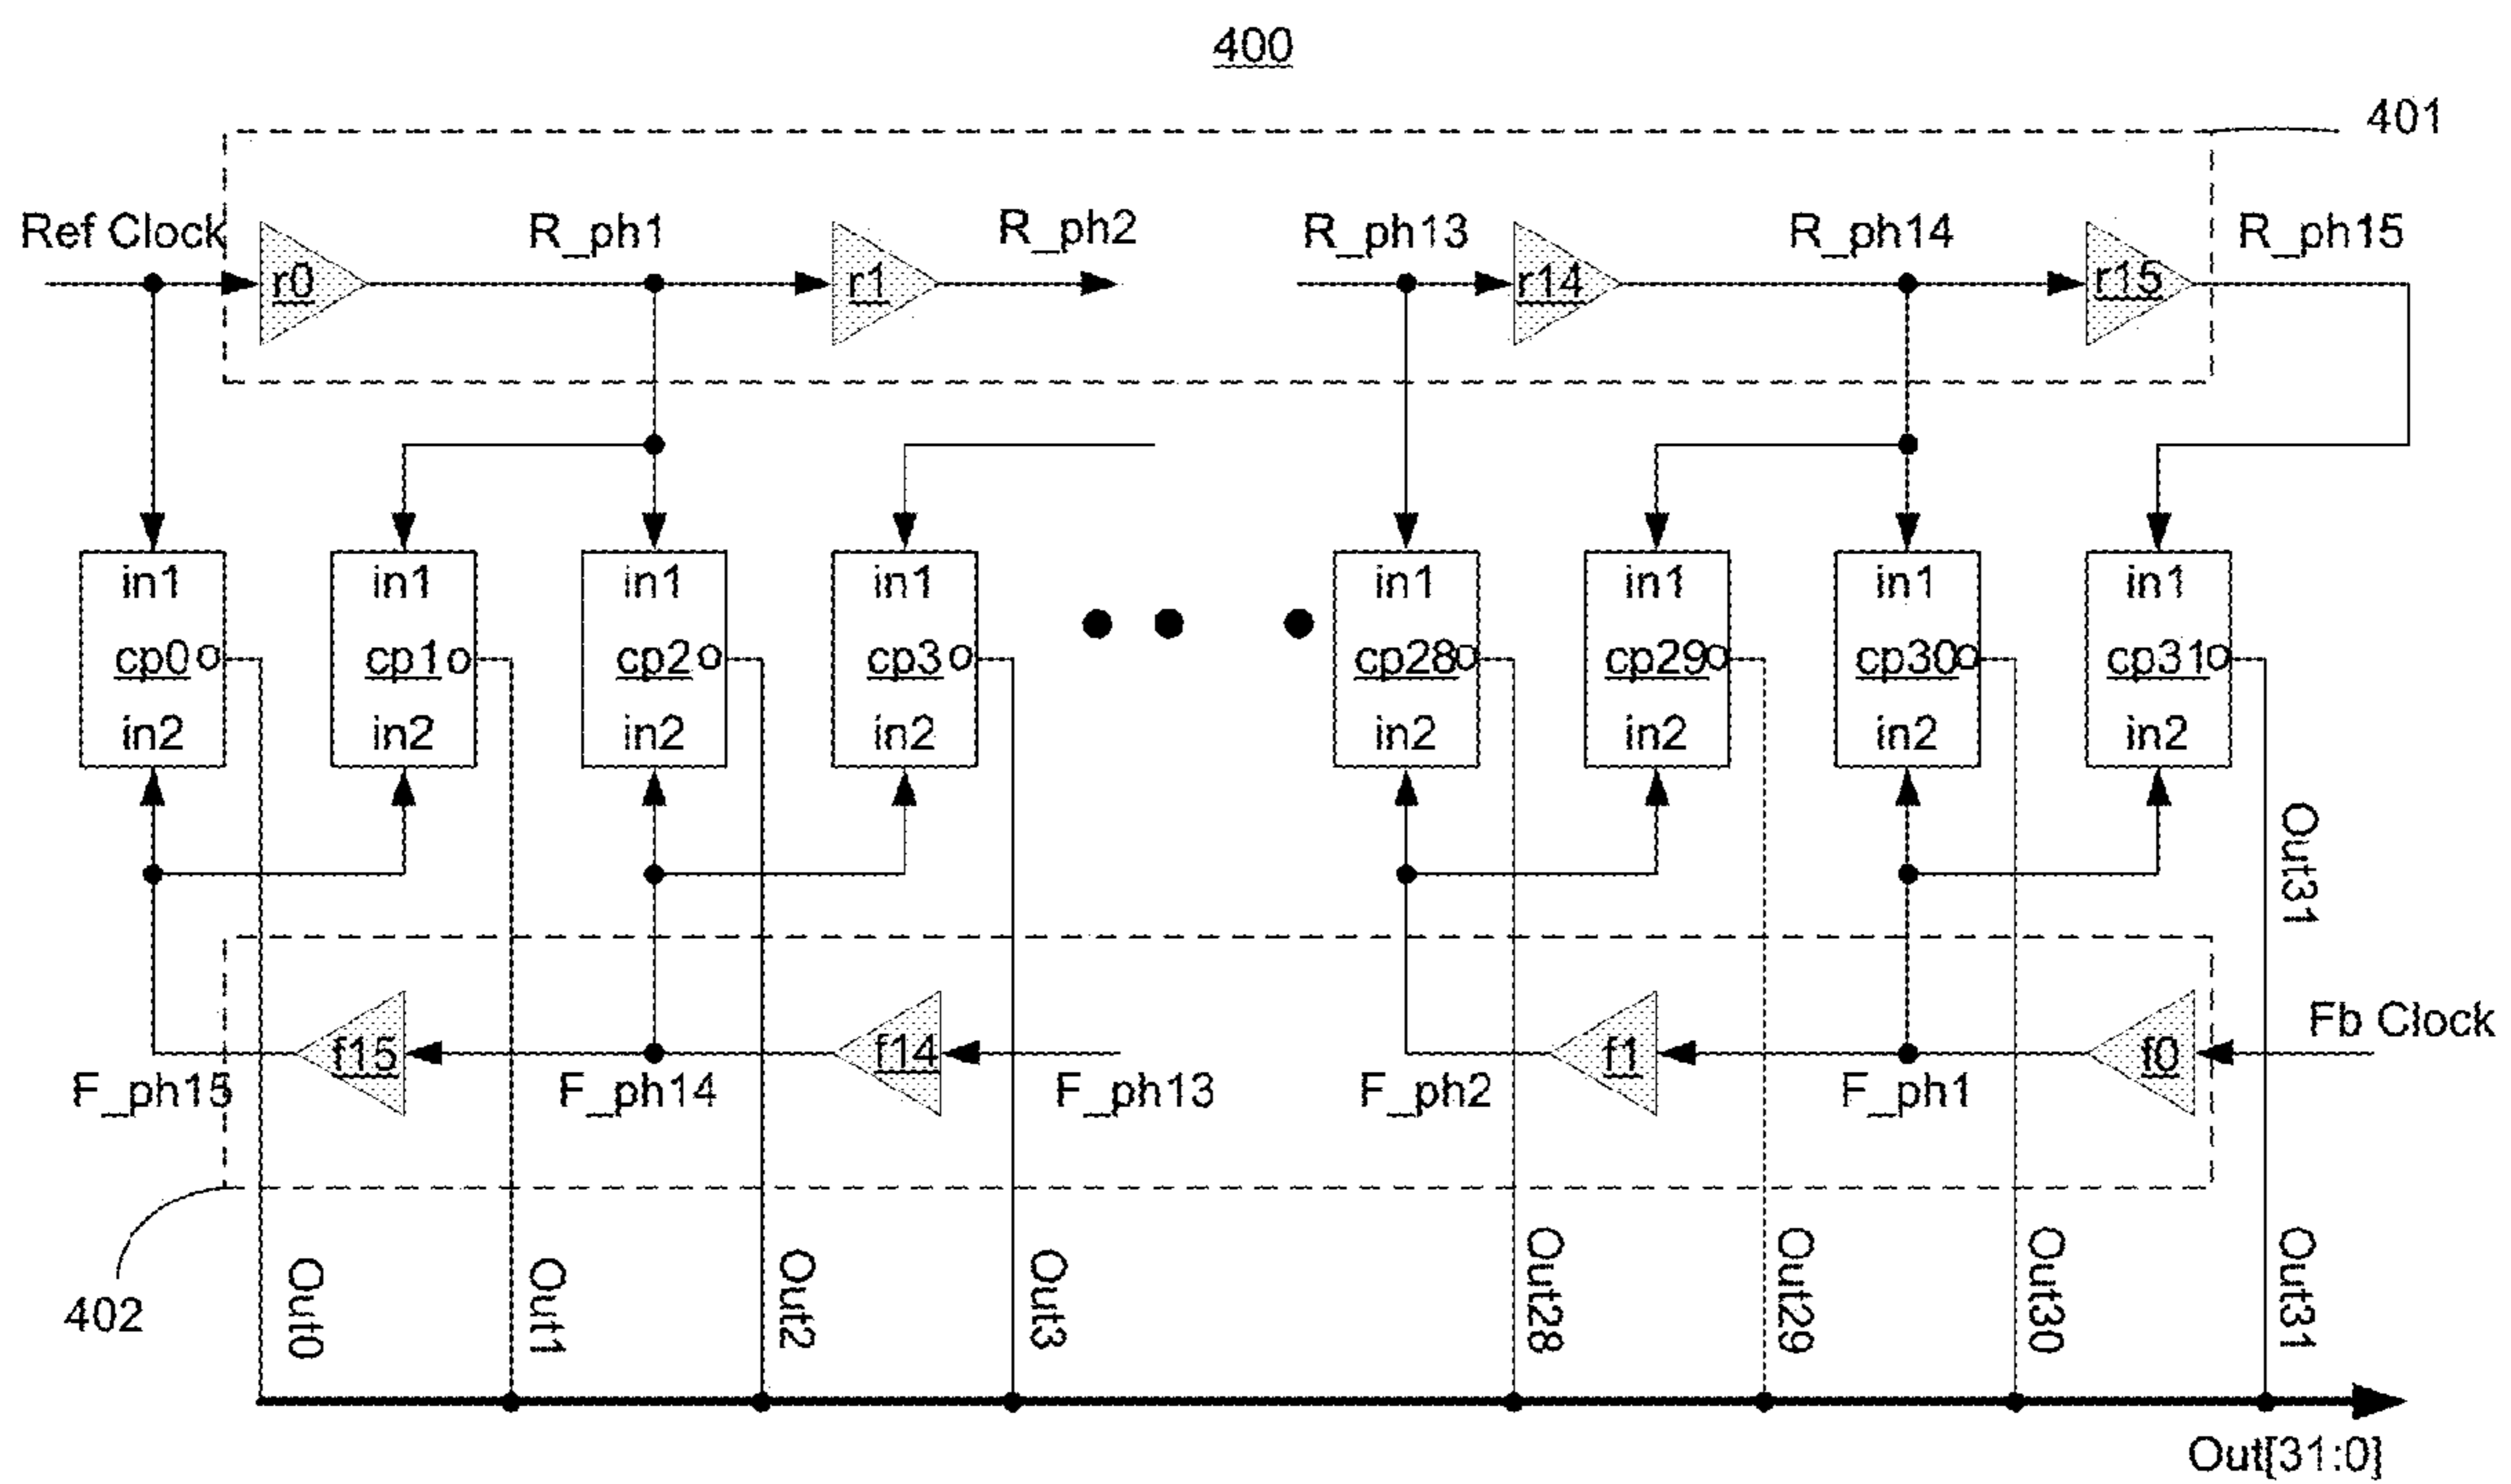 400
401
Ref Clock
R_ph1
R_ph2
R_ph13
R_ph14
R_ph15
r0
r1
r14
r15
in1
in1
in1
in1
in1
in1
in1
in1
cp0
cp1
cp2
cp3
cp28
cp29
cp30
cp31
in2
in2
in2
in2
in2
in2
in2
in2
Out31
f15
f14
f1
f0
Fb Clock
F_ph15
F_ph14
F_ph13
F_ph2
F_ph1
402
Out0
Out1
Out2
Out3
Out28
Out29
Out30
Out31
Out[31:0]